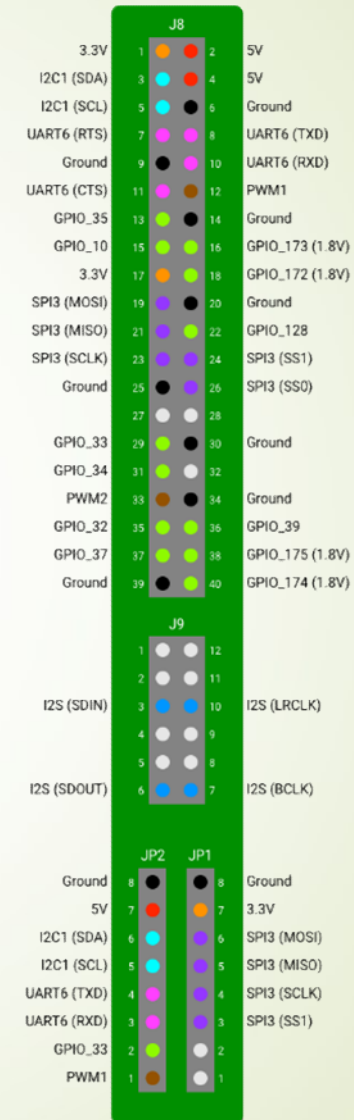 J8
3.3V 1 2 5V
I2C1 (SDA) 3 4 5V
I2C1 (SCL) 5 6 Ground
UART6 (RTS) 7 8 UART6 (TXD)
Ground 9 10 UART6 (RXD)
UART6 (CTS) 11 12 PWM1
GPIO_35 13 14 Ground
GPIO_10 15 16 GPIO_173 (1.8V)
3.3V 17 18 GPIO_172 (1.8V)
SPI3 (MOSI) 19 20 Ground
SPI3 (MISO) 21 22 GPIO_128
SPI3 (SCLK) 23 24 SPI3 (SS1)
Ground 25 26 SPI3 (SS0)
27 28
GPIO_33 29 30 Ground
GPIO_34 31 32
PWM2 33 34 Ground
GPIO_32 35 36 GPIO_39
GPIO_37 37 38 GPIO_175 (1.8V)
Ground 39 40 GPIO_174 (1.8V)
J9
1 12
2 11
I2S (SDIN) 3 10 I2S (LRCLK)
4 9
5 8
I2S (SDOUT) 6 7 I2S (BCLK)
JP2 JP1
Ground 8 8 Ground
5V 7 7 3.3V
I2C1 (SDA) 6 6 SPI3 (MOSI)
I2C1 (SCL) 5 5 SPI3 (MISO)
UART6 (TXD) 4 4 SPI3 (SCLK)
UART6 (RXD) 3 3 SPI3 (SS1)
GPIO_33 2 2
PWM1 1 1